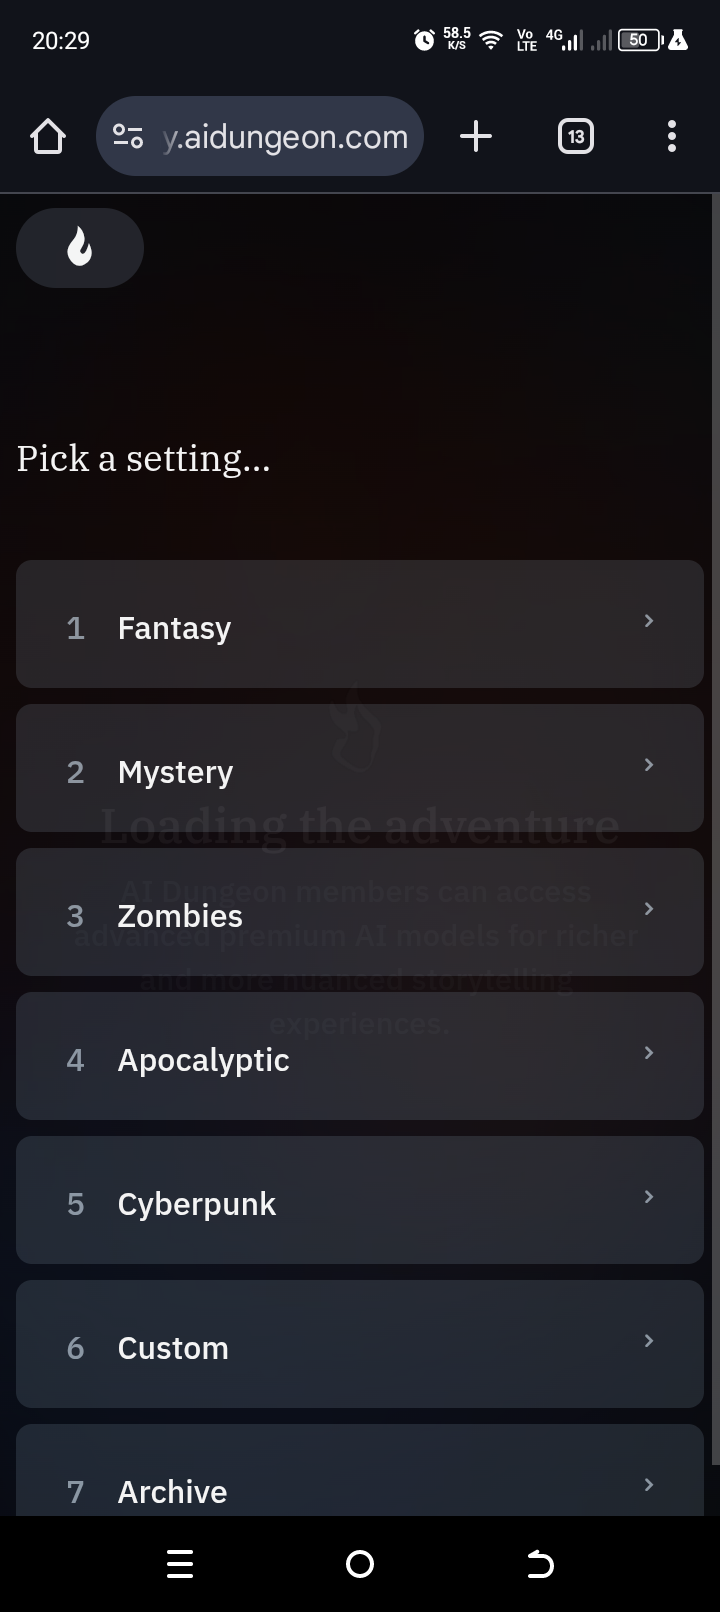 20:29
58.5
K/S
Vo
LTE
4G
50
y.aidungeon.com
13
Pick a setting...
1 Fantasy
2 Mystery
Loading the adventure
AI Dungeon members can access
3 Zombies
advanced premium AI models for richer
and more nuanced storytelling
experiences.
4 Apocalyptic
5 Cyberpunk
6 Custom
7 Archive